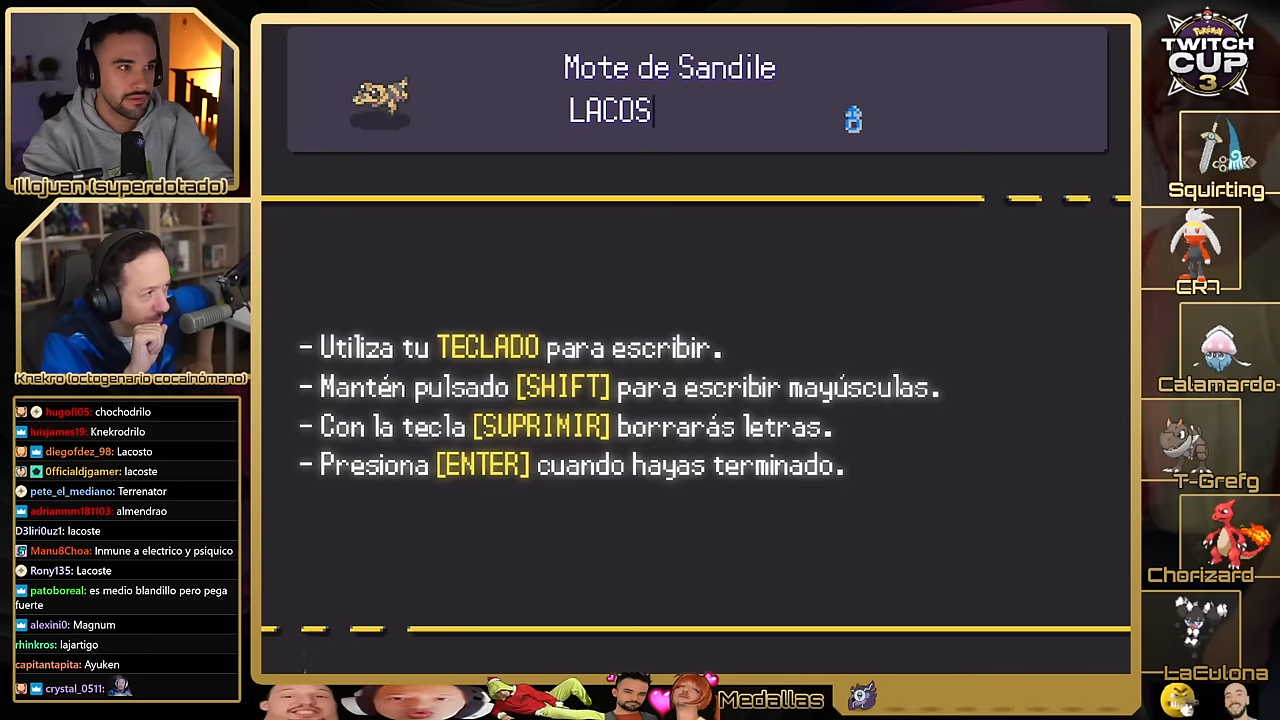 Illojuan (superdotado)
Knekro (octogenario cocainómano)
hugofi05: chochodrilo
luisjames19: Knekrodrilo
diegofdez_98: Lacosto
0fficialdjgamer: lacoste
pete_el_mediano: Terrenator
adrianmm181103: almendrao
D3liri0uz1: lacoste
Manu8Choa: Inmune a electrico y psiquico
Rony135: Lacoste
patoboreal: es medio blandillo pero pega
fuerte
alexini0: Magnum
rhinkros: lajartigo
capitantapita: Ayuken
crystal_0511:
Mote de Sandile
LACOS
- Utiliza tu TECLADO para escribir.
- Mantén pulsado [SHIFT] para escribir mayúsculas.
- Con la tecla [SUPRIMIR] borrarás letras.
- Presiona [ENTER] cuando hayas terminado.
Medallas
Pokémon
TWITCH
CUP
3
Squirting
CR7
Calamardo
T-Grefg
Chorizard
LaCulona